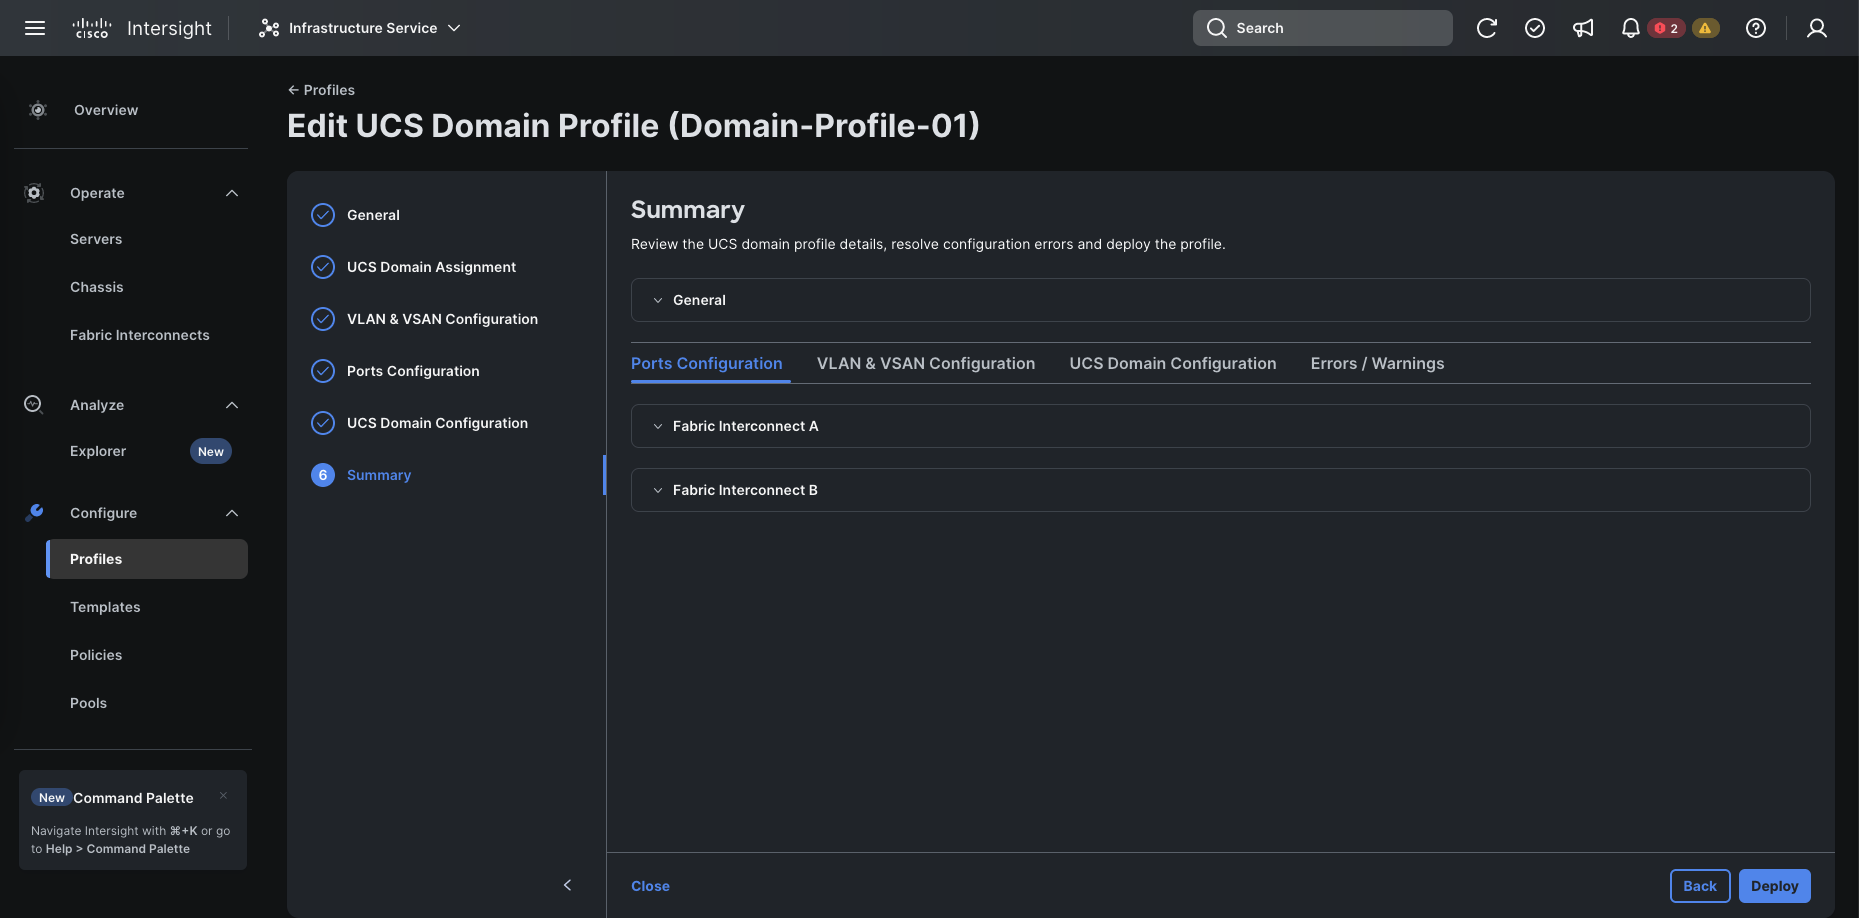 CISCO Intersight
Infrastructure Service
Search
2
Overview
Operate
Servers
Chassis
Fabric Interconnects
Analyze
Explorer New
Configure
Profiles
Templates
Policies
Pools
New Command Palette
Navigate Intersight with ⌘+K or go
to Help > Command Palette
← Profiles
Edit UCS Domain Profile (Domain-Profile-01)
General
UCS Domain Assignment
VLAN & VSAN Configuration
Ports Configuration
UCS Domain Configuration
6 Summary
Summary
Review the UCS domain profile details, resolve configuration errors and deploy the profile.
General
Ports Configuration VLAN & VSAN Configuration UCS Domain Configuration Errors / Warnings
Fabric Interconnect A
Fabric Interconnect B
Close Back Deploy